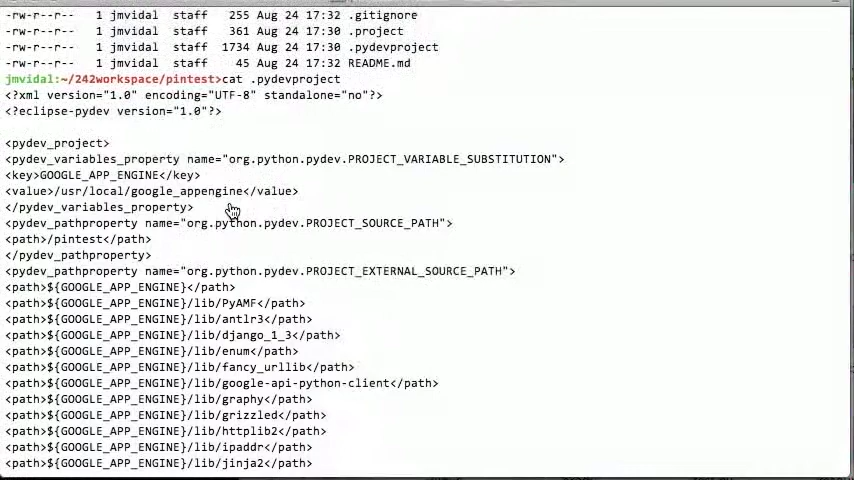 -rw-r--r-- 1 jmvidal staff 255 Aug 24 17:32 .gitignore
-rw-r--r-- 1 jmvidal staff 361 Aug 24 17:30 .project
-rw-r--r-- 1 jmvidal staff 1734 Aug 24 17:30 .pydevproject
-rw-r--r-- 1 jmvidal staff 45 Aug 24 17:32 README.md
jmvidal:~/242workspace/pintest>cat .pydevproject
<?xml version="1.0" encoding="UTF-8" standalone="no"?>
<?eclipse-pydev version="1.0"?>
<pydev_project>
<pydev_variables_property name="org.python.pydev.PROJECT_VARIABLE_SUBSTITUTION">
<key>GOOGLE_APP_ENGINE</key>
<value>/usr/local/google_appengine</value>
</pydev_variables_property>
<pydev_pathproperty name="org.python.pydev.PROJECT_SOURCE_PATH">
<path>/pintest</path>
</pydev_pathproperty>
<pydev_pathproperty name="org.python.pydev.PROJECT_EXTERNAL_SOURCE_PATH">
<path>${GOOGLE_APP_ENGINE}</path>
<path>${GOOGLE_APP_ENGINE}/lib/PyAMF</path>
<path>${GOOGLE_APP_ENGINE}/lib/antlr3</path>
<path>${GOOGLE_APP_ENGINE}/lib/django_1_3</path>
<path>${GOOGLE_APP_ENGINE}/lib/enum</path>
<path>${GOOGLE_APP_ENGINE}/lib/fancy_urllib</path>
<path>${GOOGLE_APP_ENGINE}/lib/google-api-python-client</path>
<path>${GOOGLE_APP_ENGINE}/lib/graphy</path>
<path>${GOOGLE_APP_ENGINE}/lib/grizzled</path>
<path>${GOOGLE_APP_ENGINE}/lib/httplib2</path>
<path>${GOOGLE_APP_ENGINE}/lib/ipaddr</path>
<path>${GOOGLE_APP_ENGINE}/lib/jinja2</path>